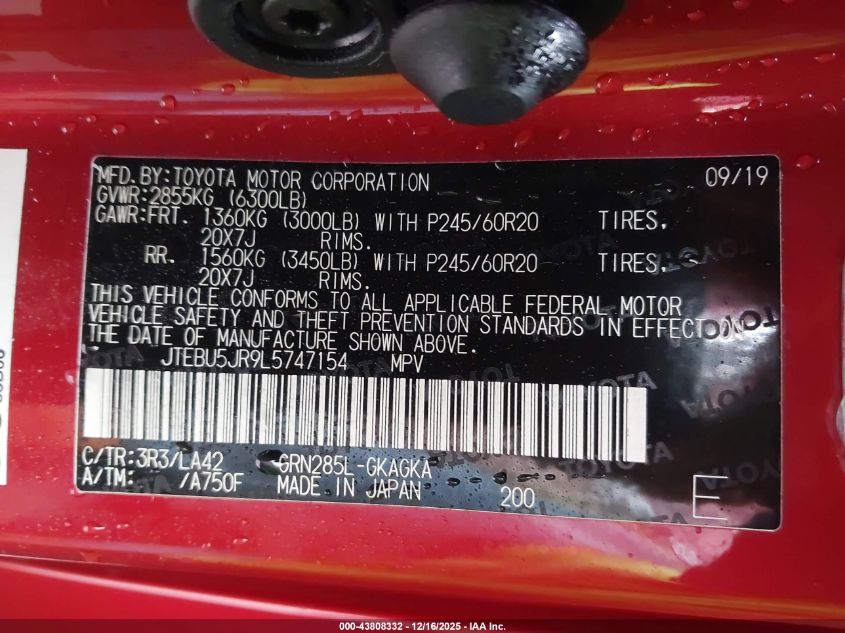 MFD. BY: TOYOTA MOTOR CORPORATION 09/19
GVWR: 2855KG (6300LB)
GAWR: FRT. 1360KG (3000LB) WITH P245/60R20 TIRES,
20X7J RIMS.
RR. 1560KG (3450LB) WITH P245/60R20 TIRES,
20X7J RIMS.
THIS VEHICLE CONFORMS TO ALL APPLICABLE FEDERAL MOTOR
VEHICLE SAFETY AND THEFT PREVENTION STANDARDS IN EFFECT ON
THE DATE OF MANUFACTURE SHOWN ABOVE.
JTEBU5JR9L5747154 MPV
C/TR: 3R3/LA42 GRN285L-GKAGKA
A/TM: /A750F MADE IN JAPAN 200 E
000-43808332 - 12/16/2025 - IAA Inc.